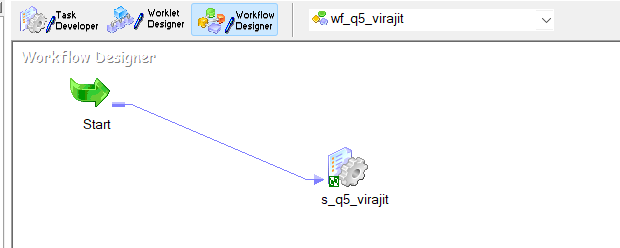 Task Developer
Worklet Designer
Workflow Designer
wf_q5_virajit
Workflow Designer
Start
s_q5_virajit